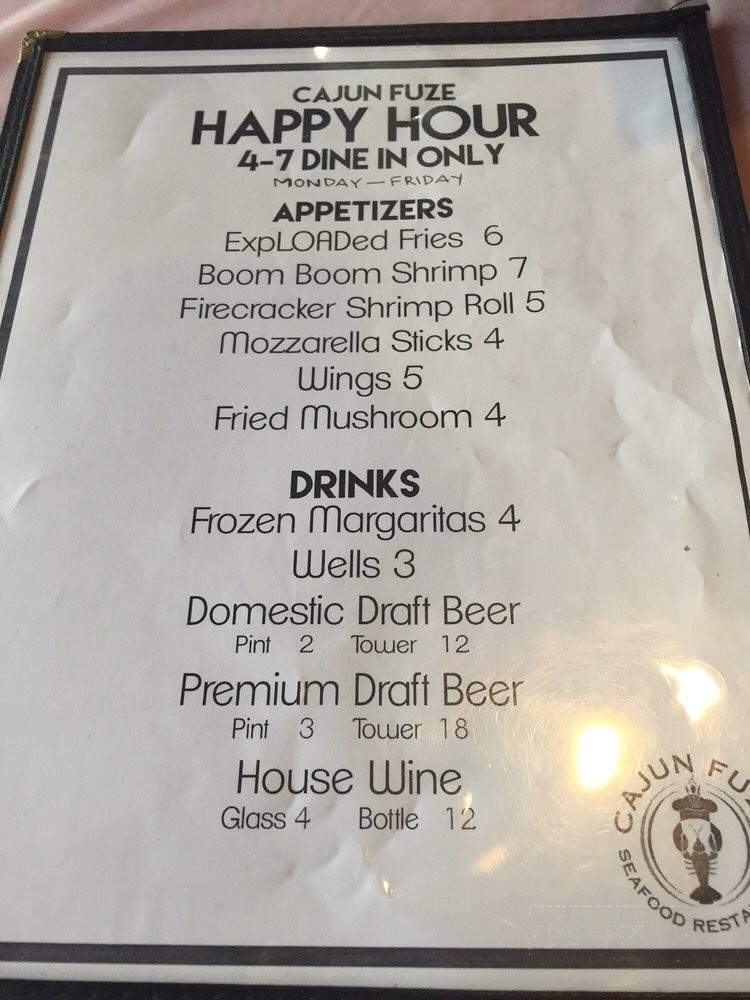 CAJUN FUZE
HAPPY HOUR
4-7 DINE IN ONLY
MONDAY — FRIDAY
APPETIZERS
ExpLOADed Fries 6
Boom Boom Shrimp 7
Firecracker Shrimp Roll 5
Mozzarella Sticks 4
Wings 5
Fried Mushroom 4
DRINKS
Frozen Margaritas 4
Wells 3
Domestic Draft Beer
Pint 2 Tower 12
Premium Draft Beer
Pint 3 Tower 18
House Wine
Glass 4 Bottle 12
CAJUN FUZ
SEAFOOD RESTA